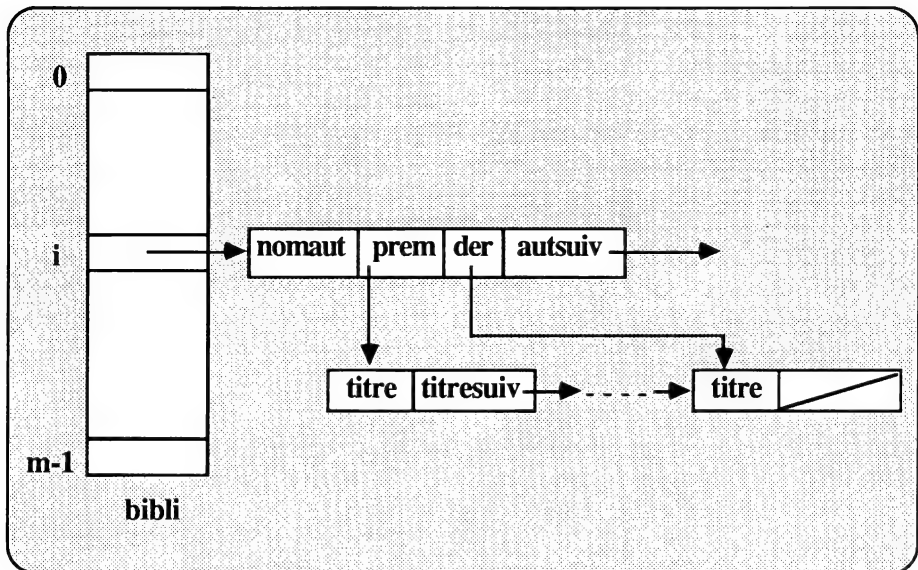 0
i
nomaut prem der autsuiv
titre titresuiv titre
m-1
bibli